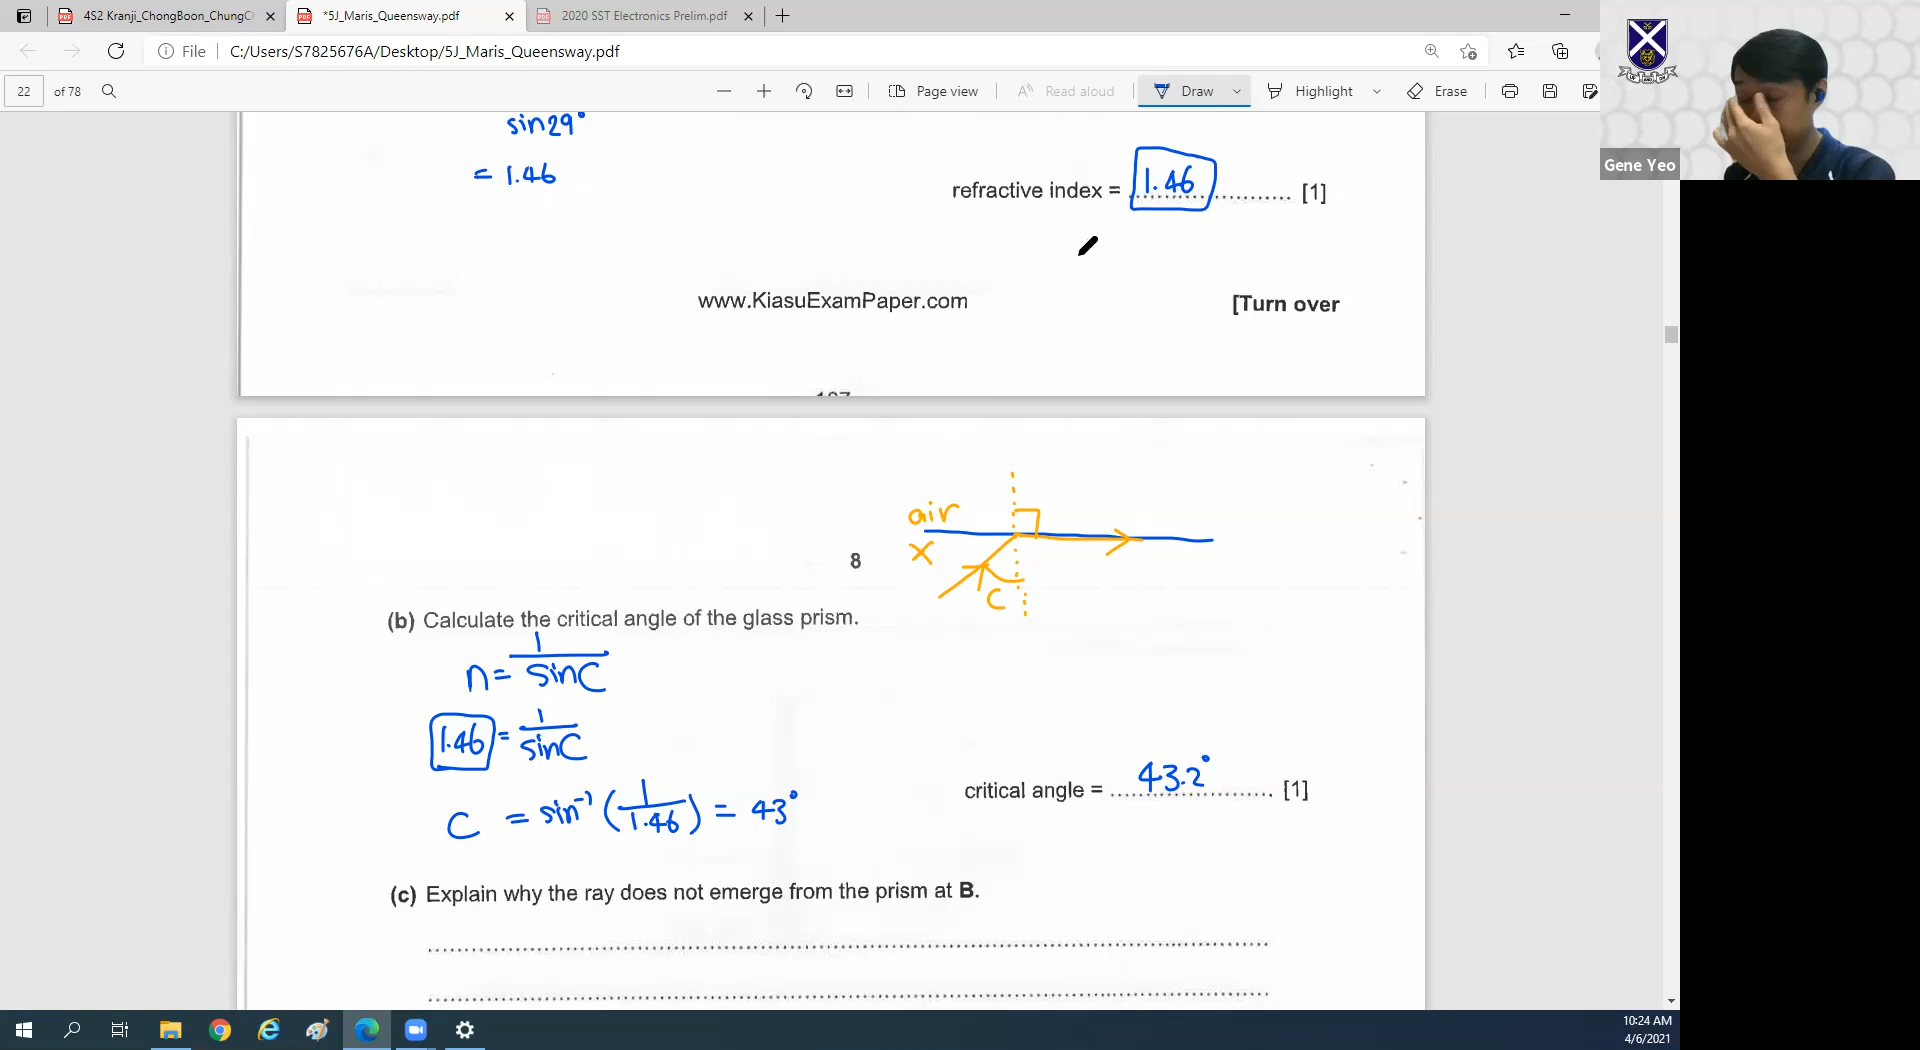 4S2 Kranji_ChongBoon_ChungC
*5J_Maris_Queensway.pdf
2020 SST Electronics Prelim.pdf
File
C:/Users/S7825676A/Desktop/5J_Maris_Queensway.pdf
22 of 78
Page view
Read aloud
Draw
Highlight
Erase
Gene Yeo
sin29°
= 1.46
refractive index = 1.46 [1]
www.KiasuExamPaper.com
[Turn over
air
X
8
C
(b) Calculate the critical angle of the glass prism.
n = 1/sinC
1.46 = 1/sinC
critical angle = 43.2° [1]
C = sin⁻¹ (1/1.46) = 43°
(c) Explain why the ray does not emerge from the prism at B.
10:24 AM
4/6/2021